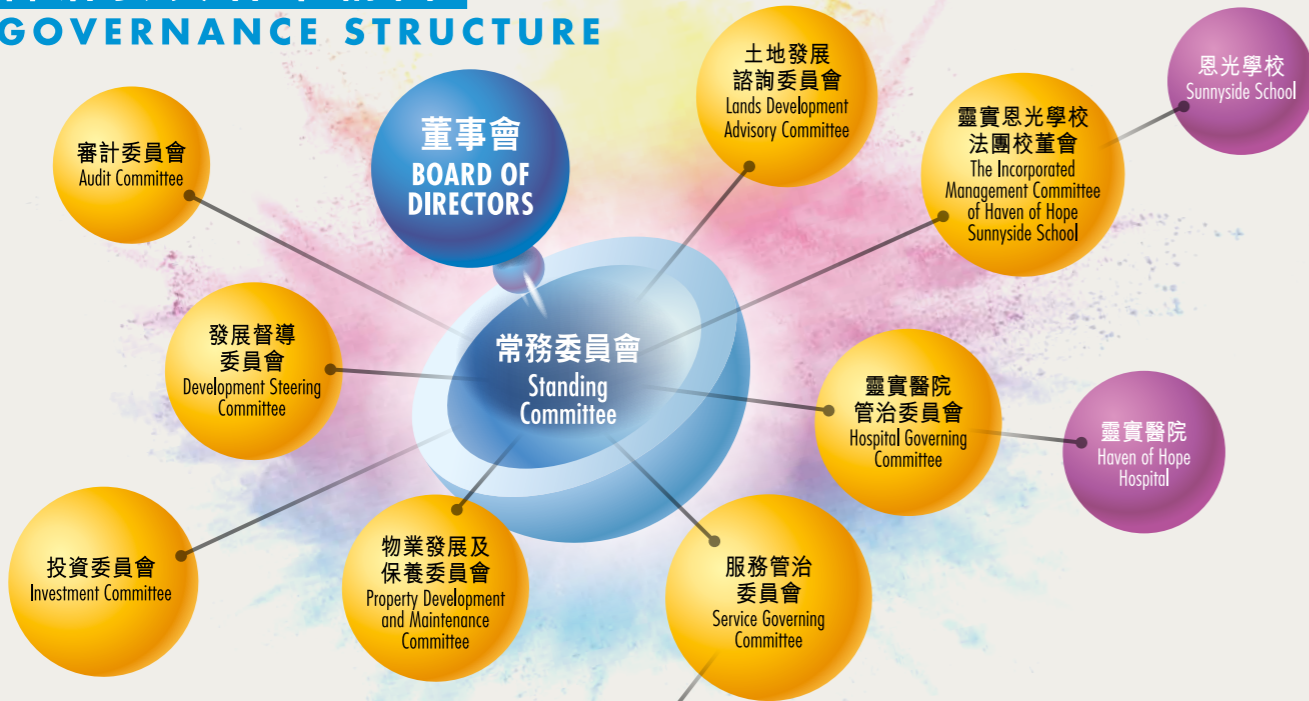 GOVERNANCE STRUCTURE
董事會
BOARD OF
DIRECTORS
常務委員會
Standing
Committee
審計委員會
Audit Committee
土地發展
諮詢委員會
Lands Development
Advisory Committee
靈實恩光學校
法團校董會
The Incorporated
Management Committee
of Haven of Hope
Sunnyside School
恩光學校
Sunnyside School
發展督導
委員會
Development Steering
Committee
靈實醫院
管治委員會
Hospital Governing
Committee
靈實醫院
Haven of Hope
Hospital
投資委員會
Investment Committee
物業發展及
保養委員會
Property Development
and Maintenance
Committee
服務管治
委員會
Service Governing
Committee